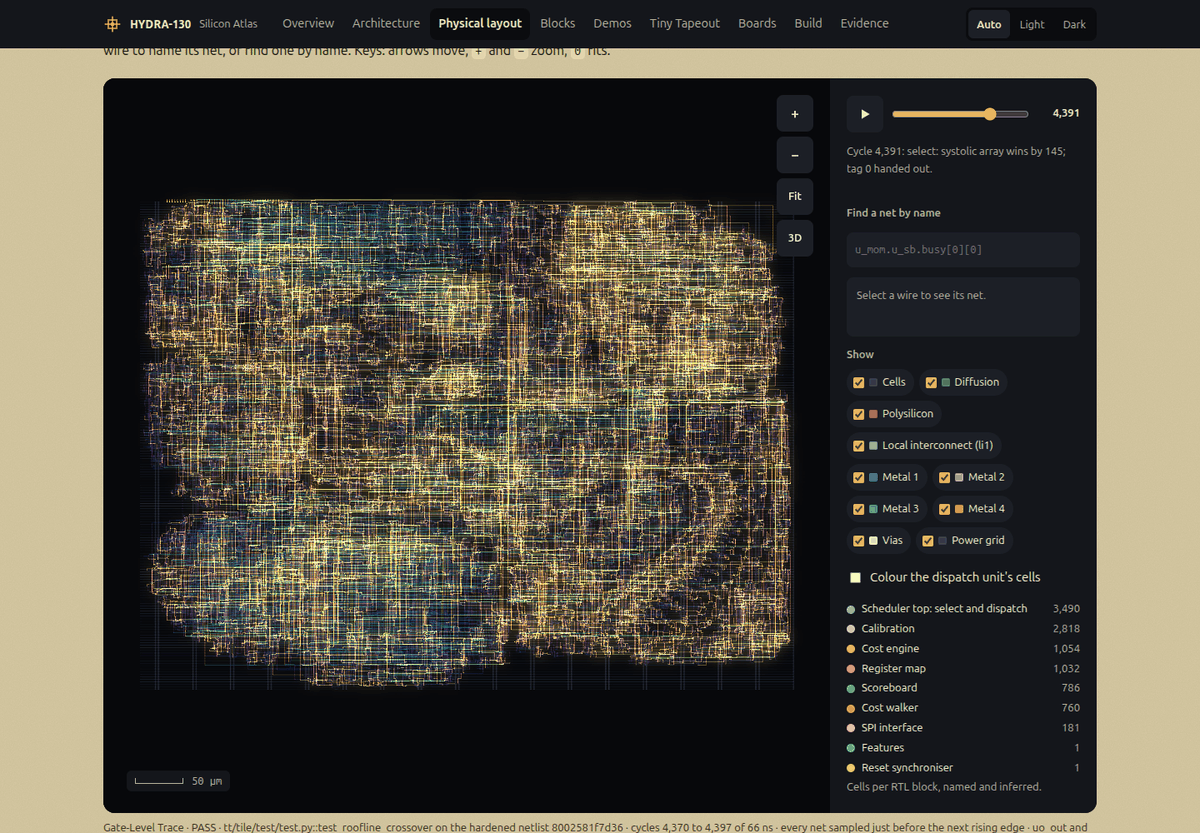 HYDRA-130 Silicon Atlas Overview Architecture Physical layout Blocks Demos Tiny Tapeout Boards Build Evidence Auto Light Dark
wire to name its net, or find one by name. Keys: arrows move, + and − zoom, 0 fits.
+
−
Fit
3D
50 µm
4,391
Cycle 4,391: select: systolic array wins by 145;
tag 0 handed out.
Find a net by name
u_mom.u_sb.busy[0][0]
Select a wire to see its net.
Show
Cells Diffusion
Polysilicon
Local interconnect (li1)
Metal 1 Metal 2
Metal 3 Metal 4
Vias Power grid
Colour the dispatch unit's cells
Scheduler top: select and dispatch 3,490
Calibration 2,818
Cost engine 1,054
Register map 1,032
Scoreboard 786
Cost walker 760
SPI interface 181
Features 1
Reset synchroniser 1
Cells per RTL block, named and inferred.
Gate-Level Trace · PASS · tt/tile/test/test.py::test_roofline_crossover on the hardened netlist 8002581f7d36 · cycles 4,370 to 4,397 of 66 ns · every net sampled just before the next rising edge · uo_out and